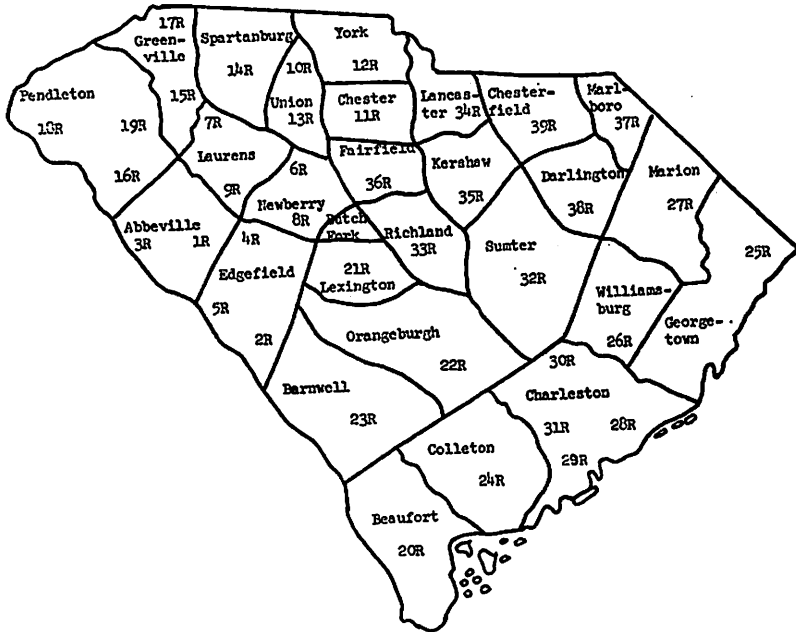 17R
Green-
ville
Spartanburg
14R
York
12R
10R
Pendleton
18R
19R
15R
16R
Union
13R
Chester
11R
Lancas-
ter 34R
Chester-
field
39R
Marl-
boro
37R
7R
Laurens
9R
6R
Newberry
8R
Fairfield
36R
Kershaw
35R
Darlington
38R
Marion
27R
25R
Abbeville
3R 1R
4R
Edgefield
5R
2R
Dutch
Fork
Richland
33R
Sumter
32R
21R
Lexington
Williams-
burg
26R
George-
town
Orangeburgh
22R
Barnwell
23R
30R
Charleston
31R 28R
29R
Colleton
24R
Beaufort
20R